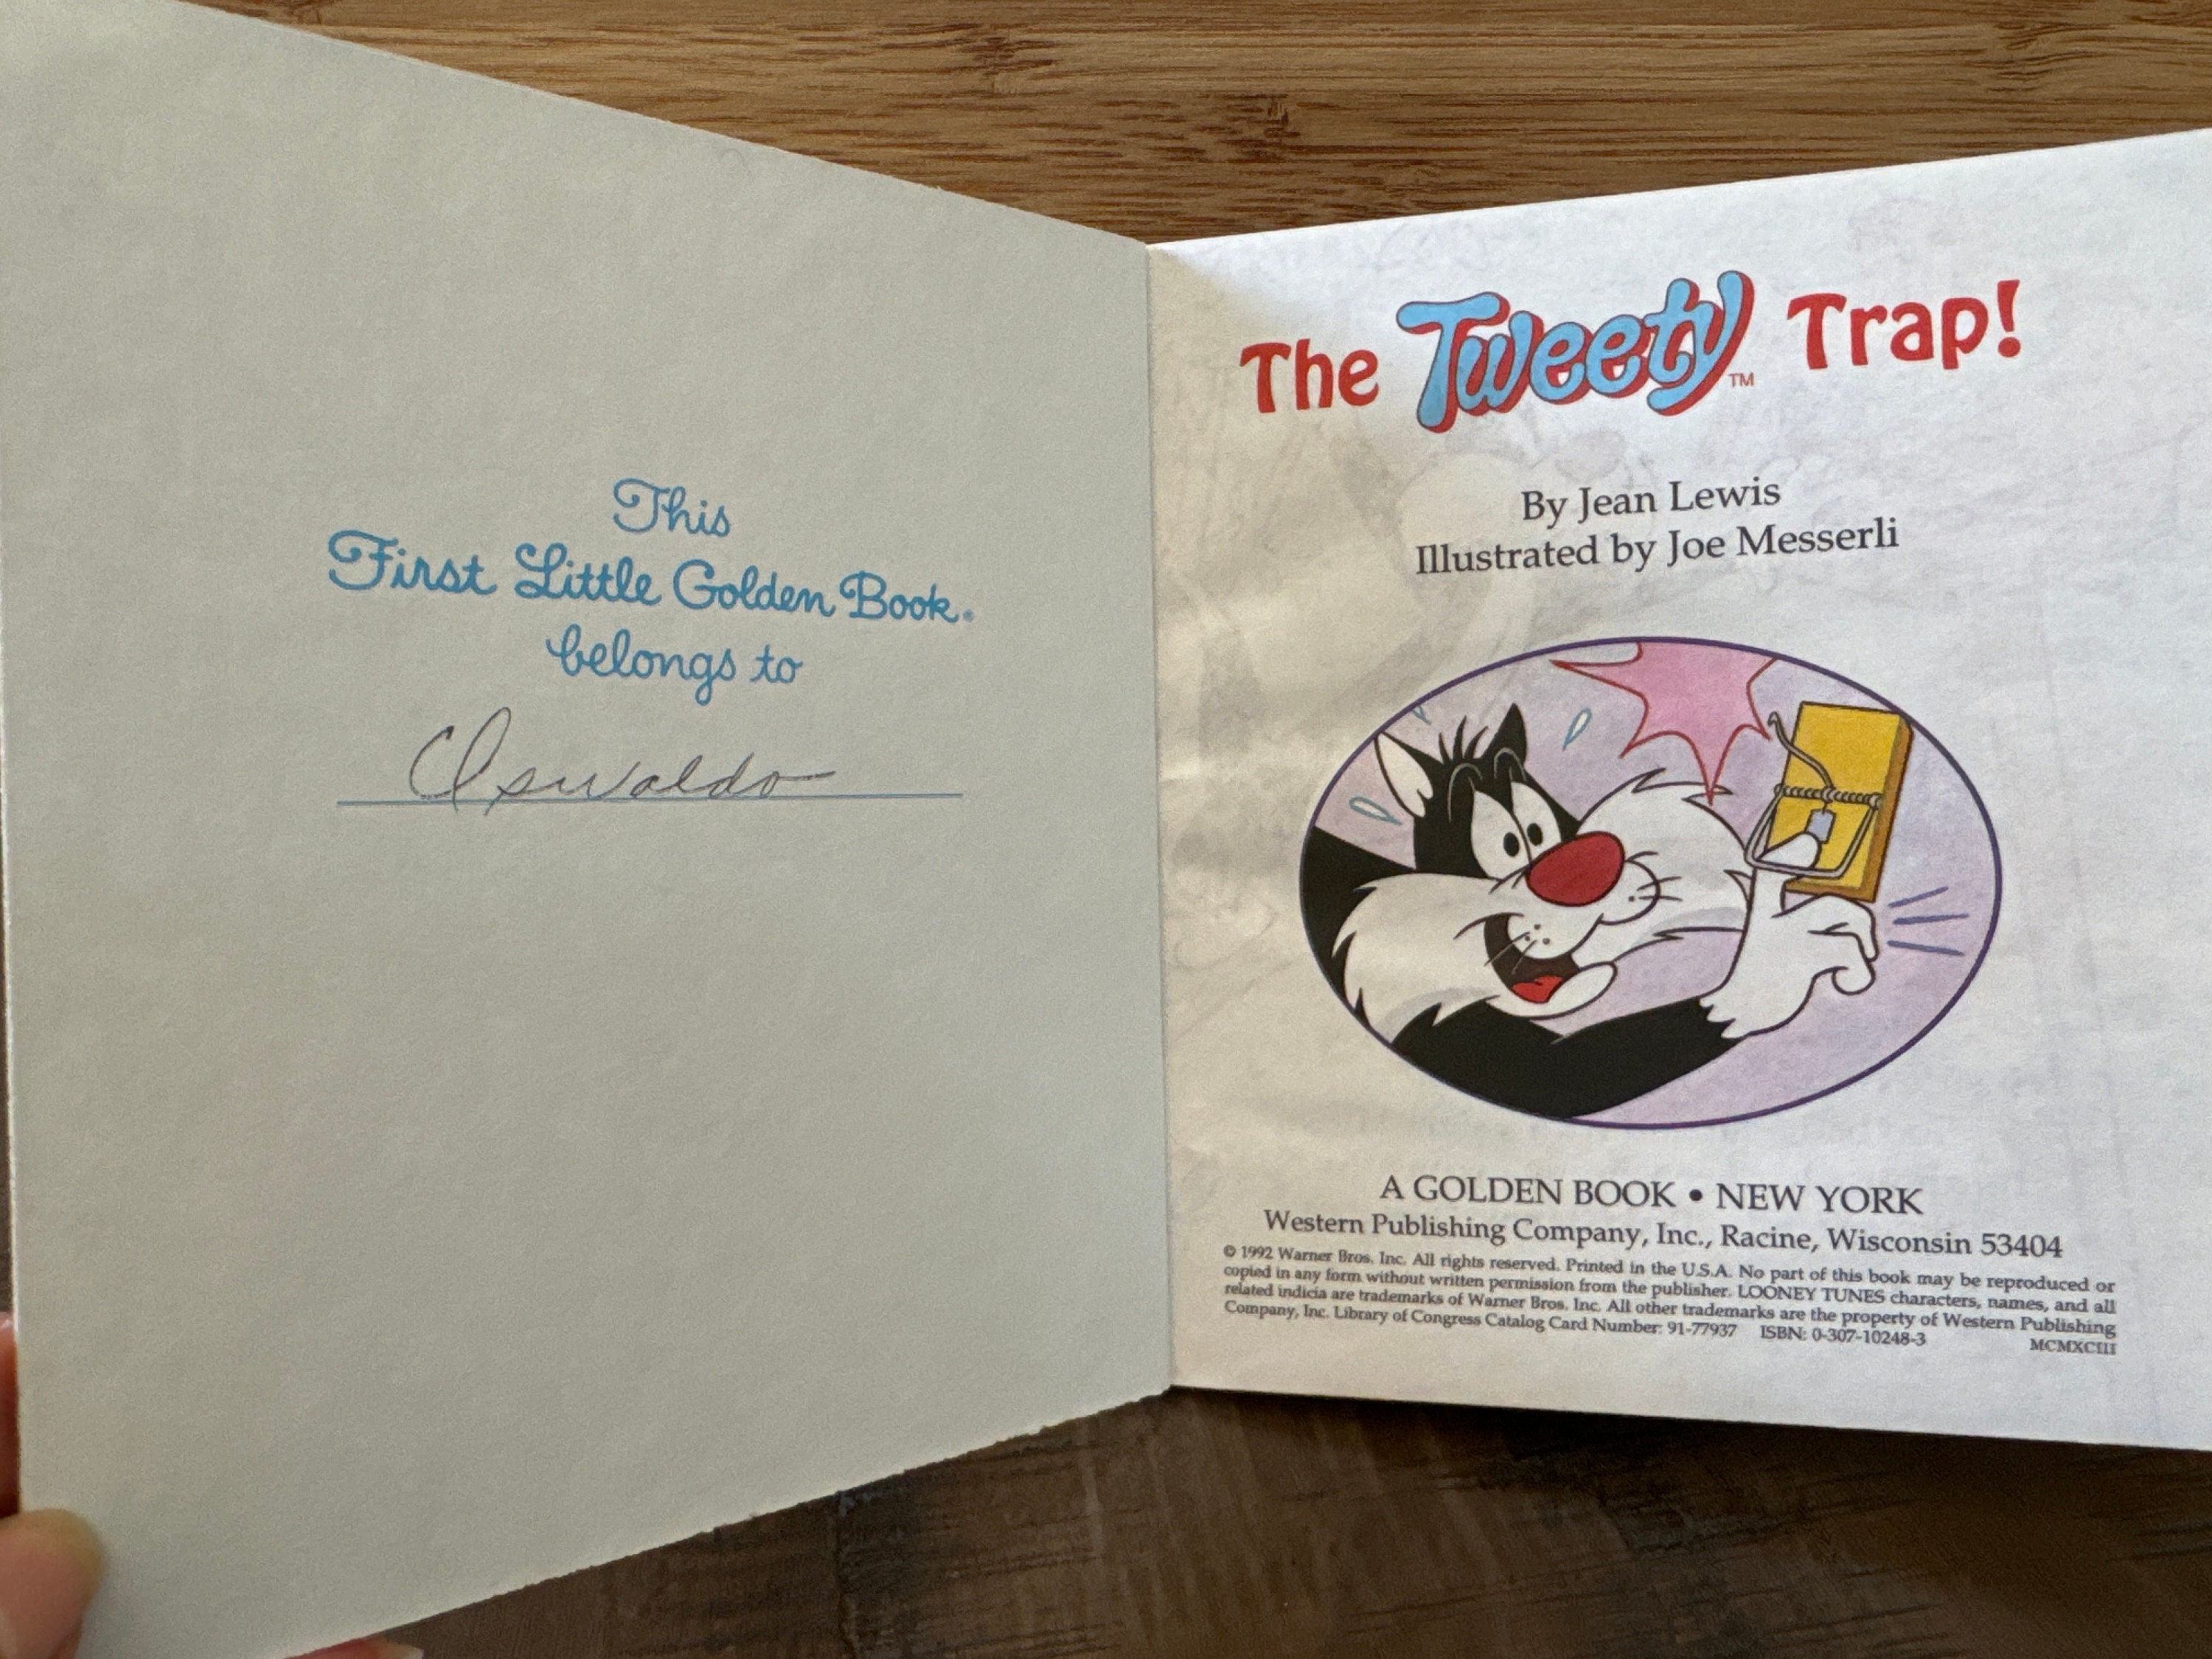 This
First Little Golden Book®
belongs to
Oswaldo
The Tweety™ Trap!
By Jean Lewis
Illustrated by Joe Messerli
A GOLDEN BOOK • NEW YORK
Western Publishing Company, Inc., Racine, Wisconsin 53404
© 1992 Warner Bros. Inc. All rights reserved. Printed in the U.S.A. No part of this book may be reproduced or
copied in any form without written permission from the publisher. LOONEY TUNES characters, names, and all
related indicia are trademarks of Warner Bros. Inc. All other trademarks are the property of Western Publishing
Company, Inc. Library of Congress Catalog Card Number: 91-77937 ISBN: 0-307-10248-3
MCMXCIII